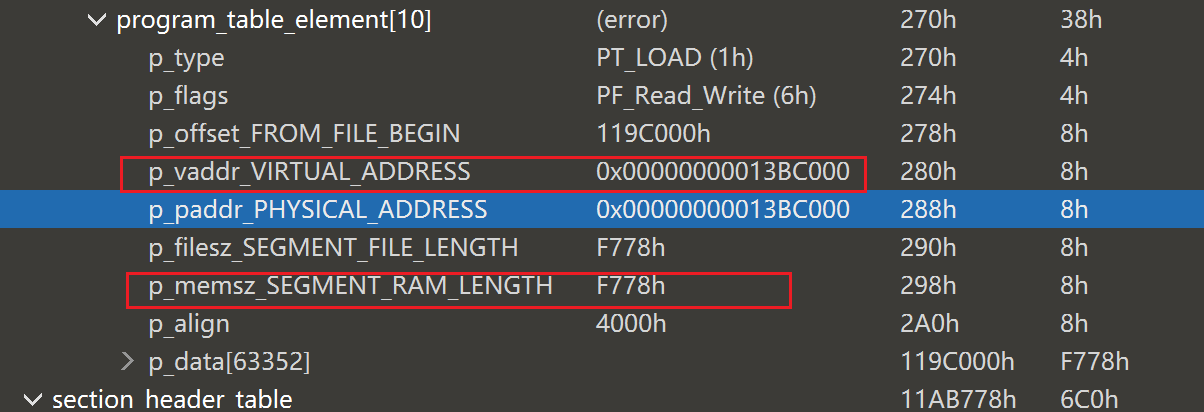 program_table_element[10] (error) 270h 38h
p_type PT_LOAD (1h) 270h 4h
p_flags PF_Read_Write (6h) 274h 4h
p_offset_FROM_FILE_BEGIN 119C000h 278h 8h
p_vaddr_VIRTUAL_ADDRESS 0x00000000013BC000 280h 8h
p_paddr_PHYSICAL_ADDRESS 0x00000000013BC000 288h 8h
p_filesz_SEGMENT_FILE_LENGTH F778h 290h 8h
p_memsz_SEGMENT_RAM_LENGTH F778h 298h 8h
p_align 4000h 2A0h 8h
p_data[63352] 119C000h F778h
section_header_table 11AB778h 6C0h